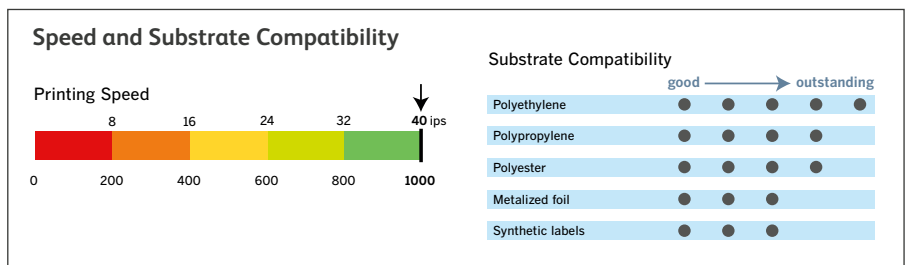 Speed and Substrate Compatibility
Printing Speed
8 16 24 32 40 ips
0 200 400 600 800 1000
Substrate Compatibility
good outstanding
Polyethylene
Polypropylene
Polyester
Metalized foil
Synthetic labels